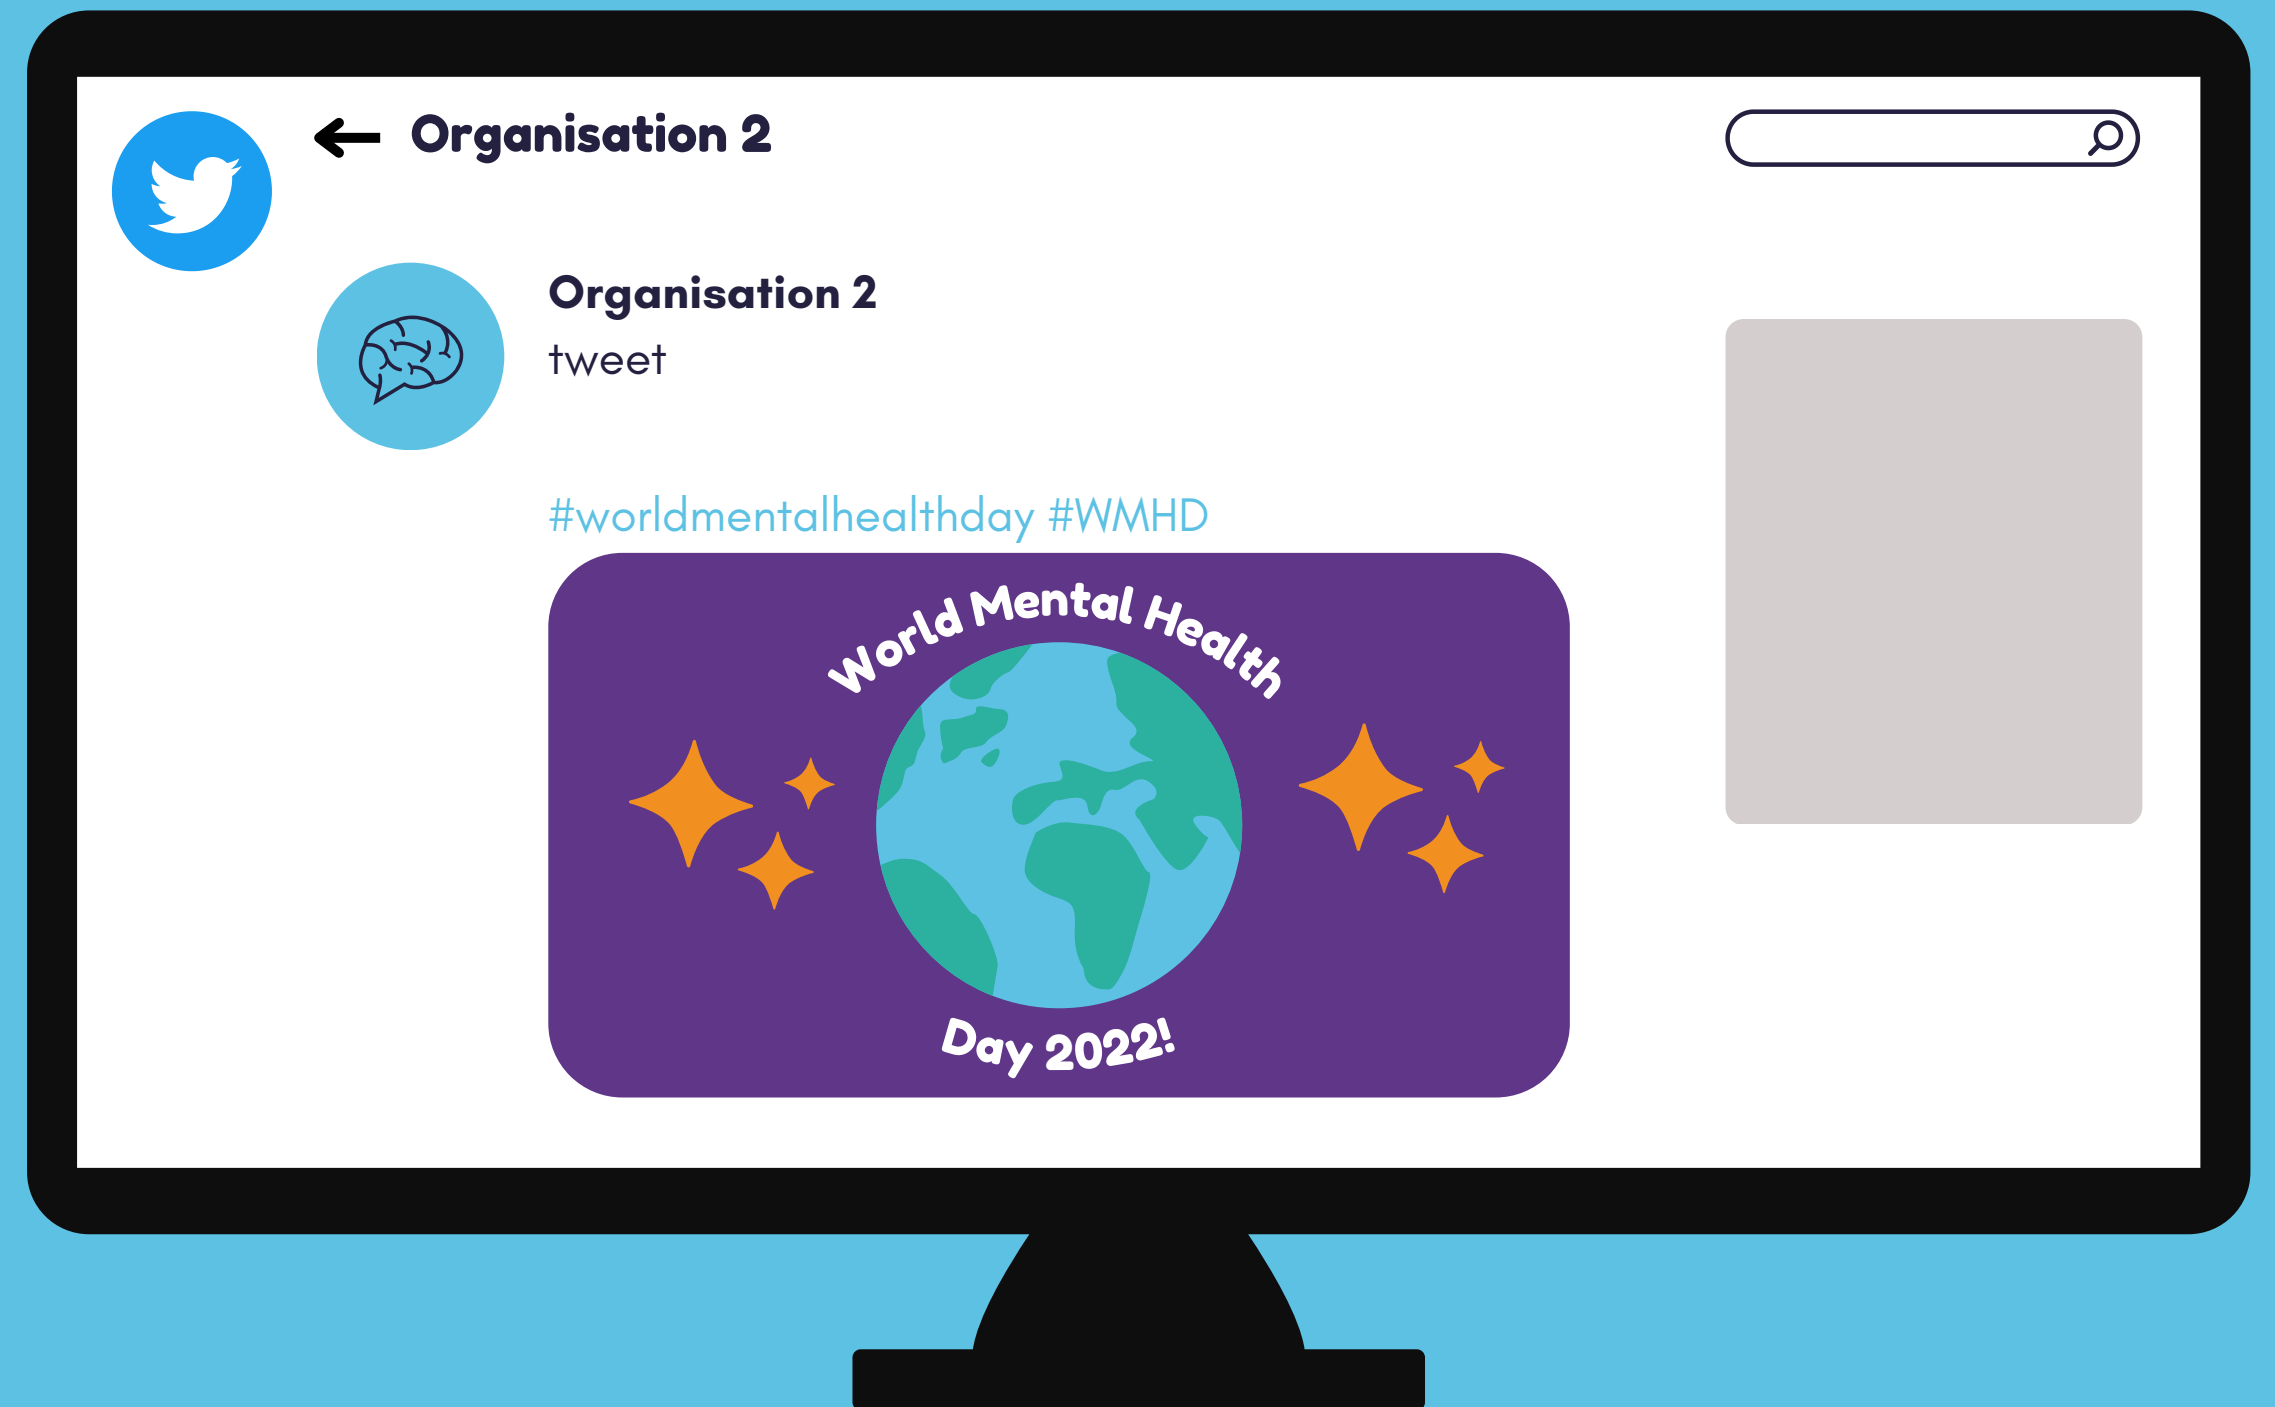 Organisation 2
Organisation 2
tweet
#worldmentalhealthday #WMHD
World Mental Health
Day 2022!